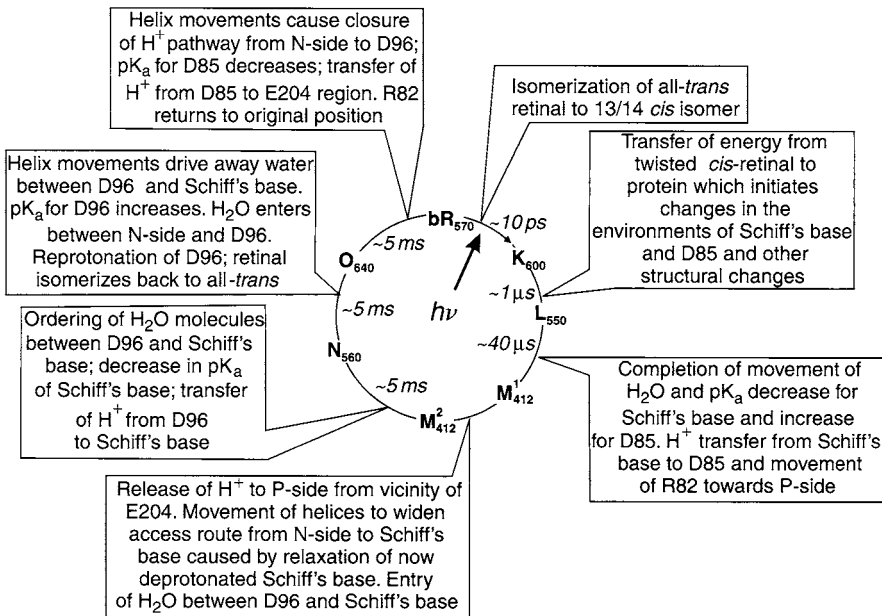 Helix movements cause closure
of H⁺ pathway from N-side to D96;
pKₐ for D85 decreases; transfer of
H⁺ from D85 to E204 region. R82
returns to original position
Isomerization of all-trans
retinal to 13/14 cis isomer
Transfer of energy from
twisted cis-retinal to
protein which initiates
changes in the
environments of Schiff's base
and D85 and other
structural changes
Helix movements drive away water
between D96 and Schiff's base.
pKₐ for D96 increases. H₂O enters
between N-side and D96.
Reprotonation of D96; retinal
isomerizes back to all-trans
bR₅₇₀
~10 ps
K₆₀₀
~1 μs
L₅₅₀
~40 μs
M¹₄₁₂
M²₄₁₂
~5 ms
N₅₆₀
~5 ms
O₆₄₀
~5 ms
hν
Ordering of H₂O molecules
between D96 and Schiff's
base; decrease in pKₐ
of Schiff's base; transfer
of H⁺ from D96
to Schiff's base
Completion of movement of
H₂O and pKₐ decrease for
Schiff's base and increase
for D85. H⁺ transfer from Schiff's
base to D85 and movement
of R82 towards P-side
Release of H⁺ to P-side from vicinity of
E204. Movement of helices to widen
access route from N-side to Schiff's
base caused by relaxation of now
deprotonated Schiff's base. Entry
of H₂O between D96 and Schiff's base